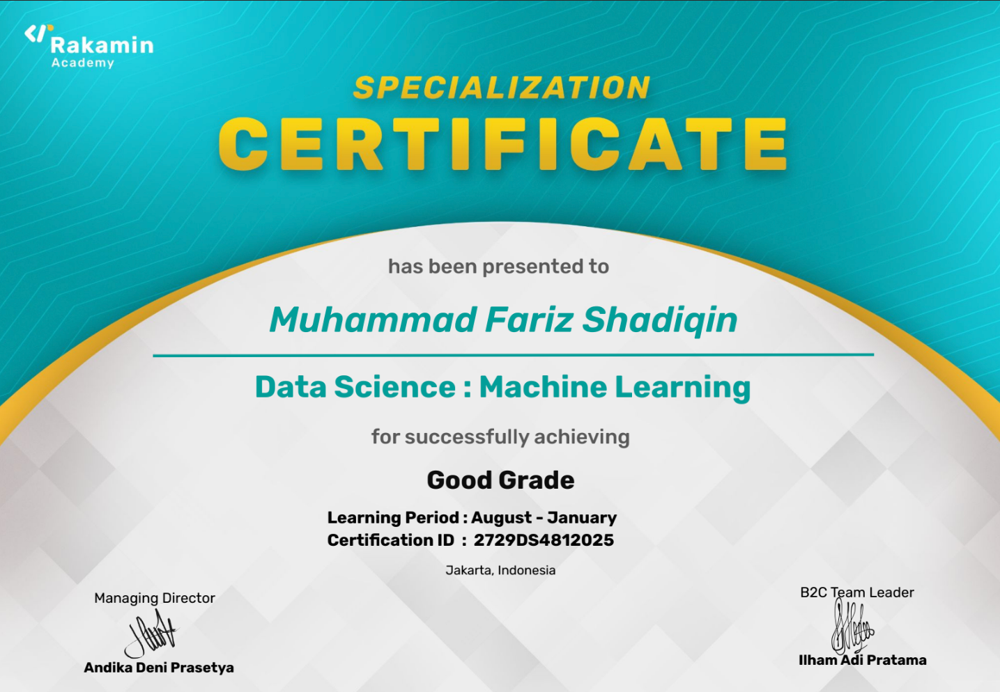 Rakamin
Academy
SPECIALIZATION
CERTIFICATE
has been presented to
Muhammad Fariz Shadiqin
Data Science : Machine Learning
for successfully achieving
Good Grade
Learning Period : August - January
Certification ID : 2729DS4812025
Jakarta, Indonesia
Managing Director
Andika Deni Prasetya
B2C Team Leader
Ilham Adi Pratama